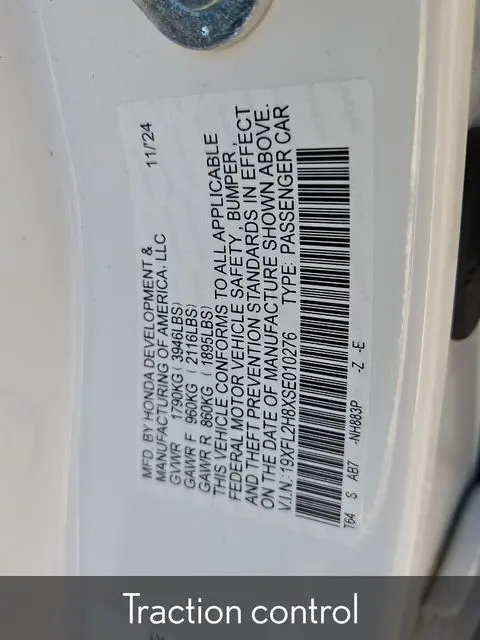 MFD. BY HONDA DEVELOPMENT & 11/'24
MANUFACTURING OF AMERICA, LLC
GVWR 1790KG ( 3946LBS)
GAWR F 960KG ( 2116LBS)
GAWR R 860KG ( 1895LBS)
THIS VEHICLE CONFORMS TO ALL APPLICABLE
FEDERAL MOTOR VEHICLE SAFETY, BUMPER,
AND THEFT PREVENTION STANDARDS IN EFFECT
ON THE DATE OF MANUFACTURE SHOWN ABOVE.
V.I.N.: 19XFL2H8XSE010276 TYPE: PASSENGER CAR
T64 S AB7 -NH883P -Z -E
Traction control